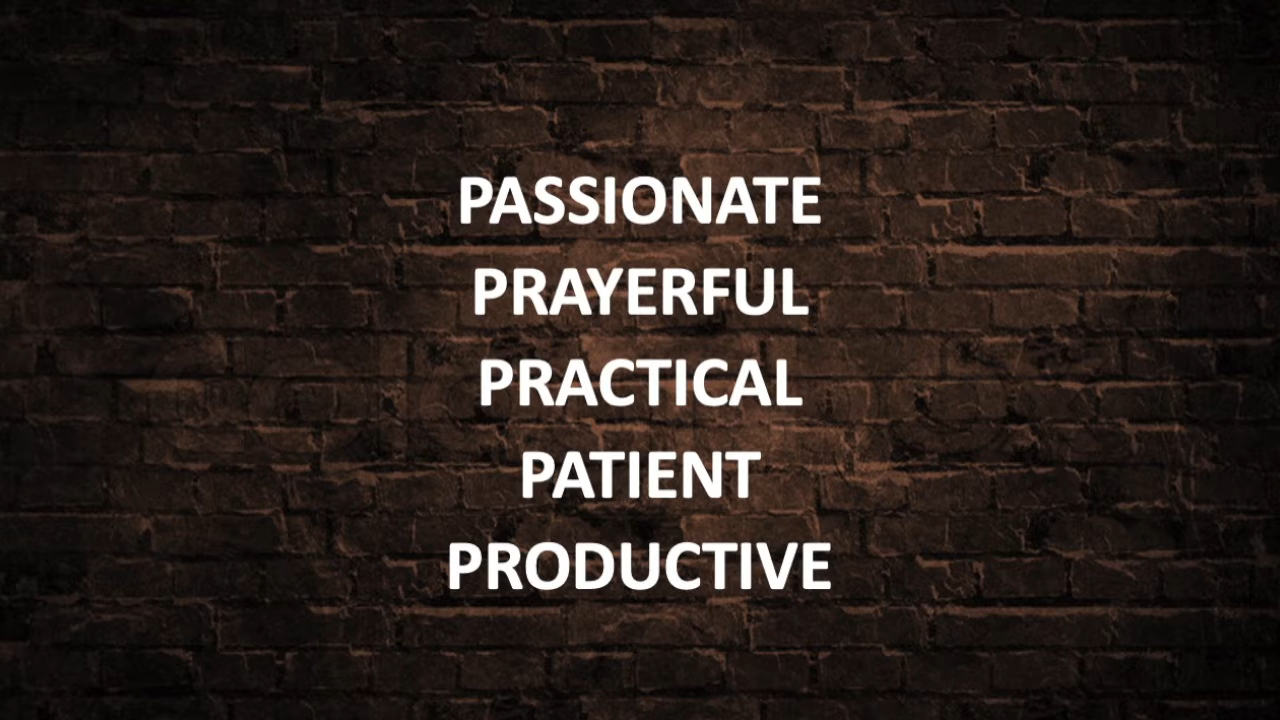 PASSIONATE
PRAYERFUL
PRACTICAL
PATIENT
PRODUCTIVE